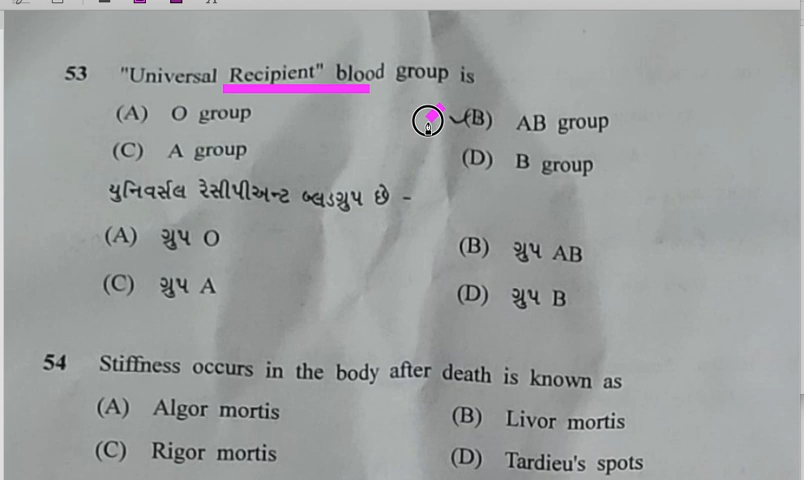 53 "Universal Recipient" blood group is
(A) O group (B) AB group
(C) A group (D) B group
યુનિવર્સલ રેસીપીઅન્ટ બ્લડગ્રુપ છે -
(A) ગ્રુપ O (B) ગ્રુપ AB
(C) ગ્રુપ A (D) ગ્રુપ B
54 Stiffness occurs in the body after death is known as
(A) Algor mortis (B) Livor mortis
(C) Rigor mortis (D) Tardieu's spots